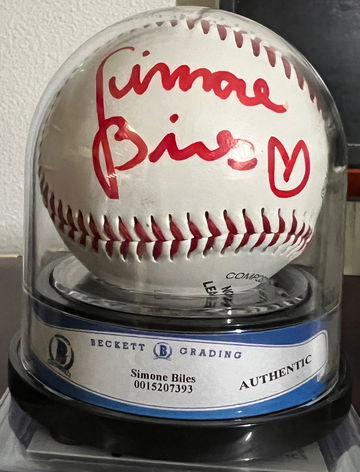 Simone
Biles
BECKETT B GRADING
Simone Biles
0015207393
AUTHENTIC